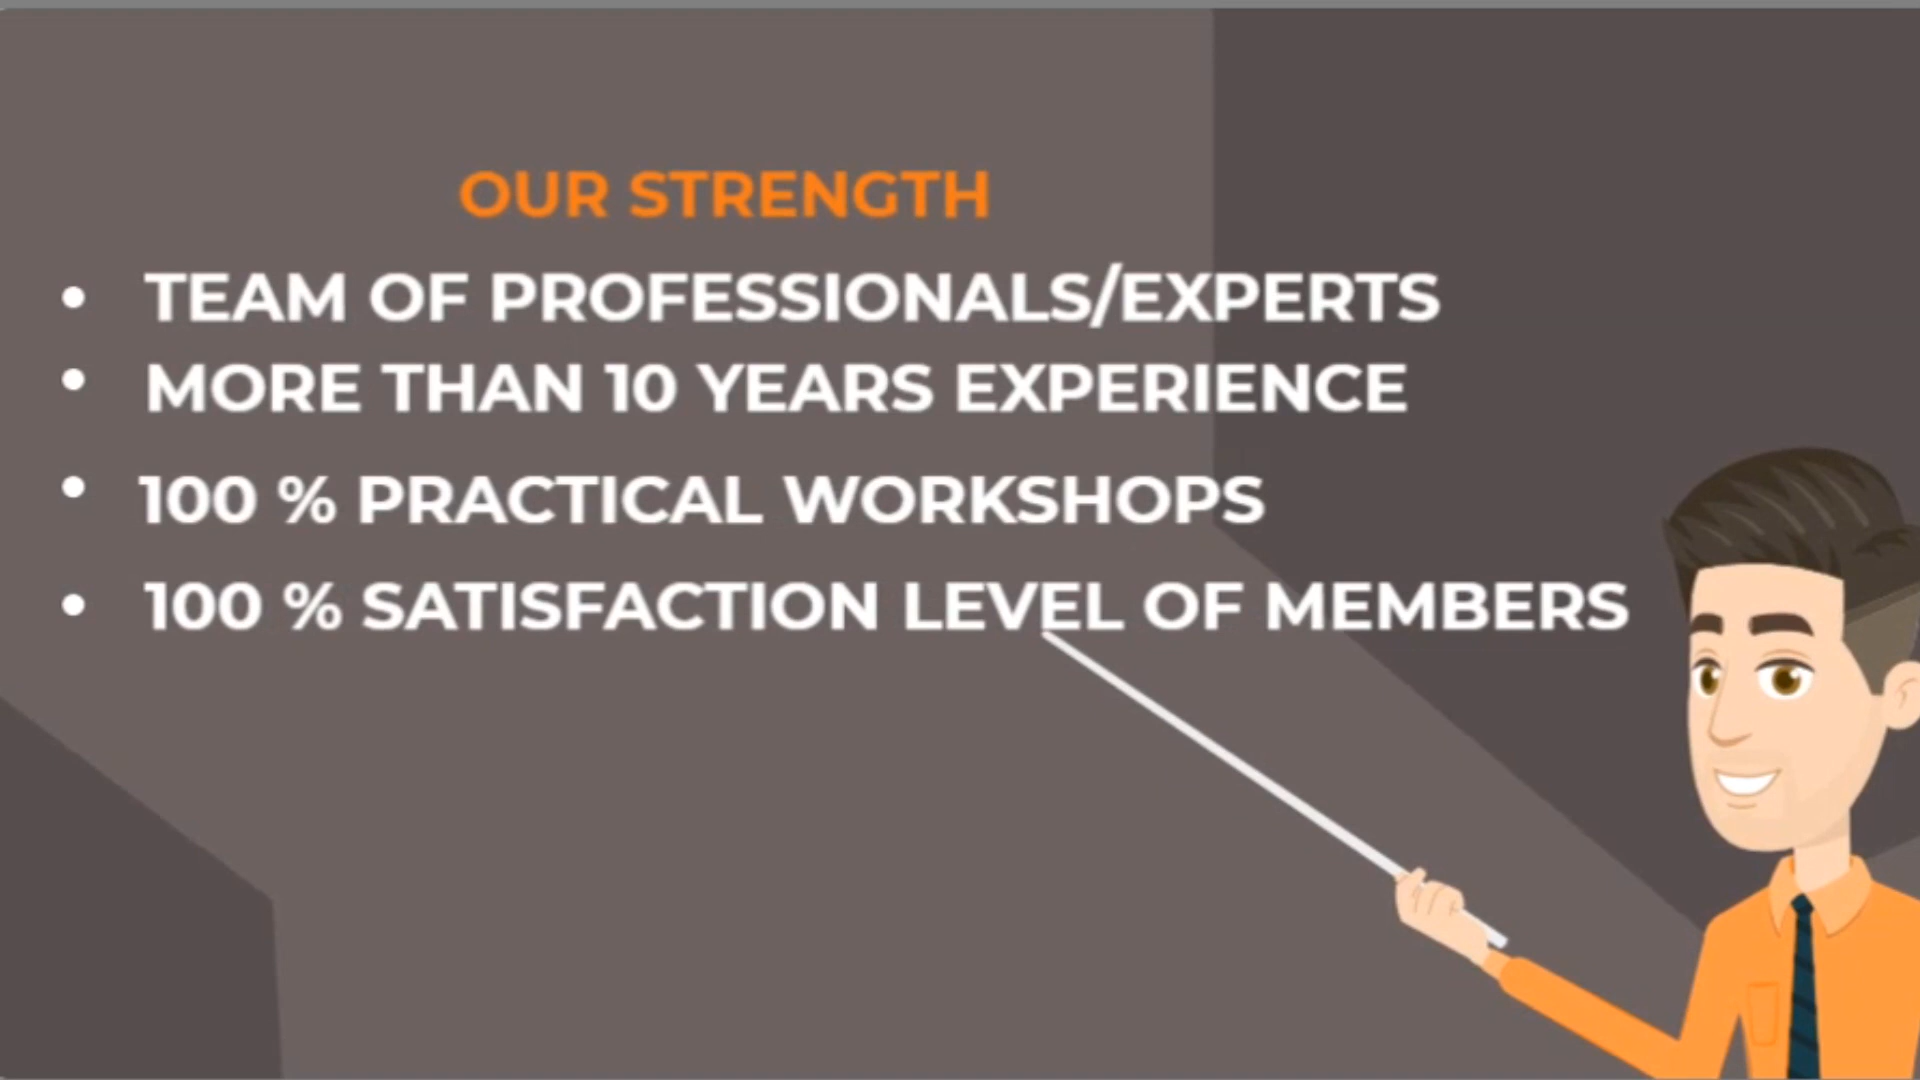 OUR STRENGTH
• TEAM OF PROFESSIONALS/EXPERTS
• MORE THAN 10 YEARS EXPERIENCE
• 100 % PRACTICAL WORKSHOPS
• 100 % SATISFACTION LEVEL OF MEMBERS